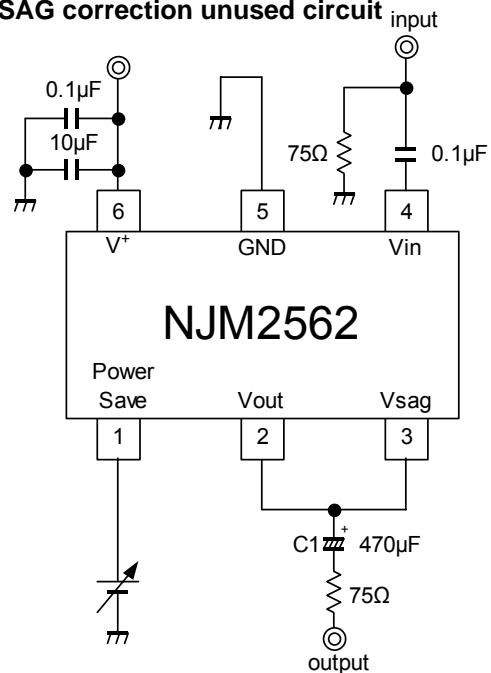 SAG correction unused circuit
input
0.1µF
10µF
75Ω
0.1µF
6
5
4
V+
GND
Vin
NJM2562
Power
Save
Vout
Vsag
1
2
3
+
C1
470µF
75Ω
output